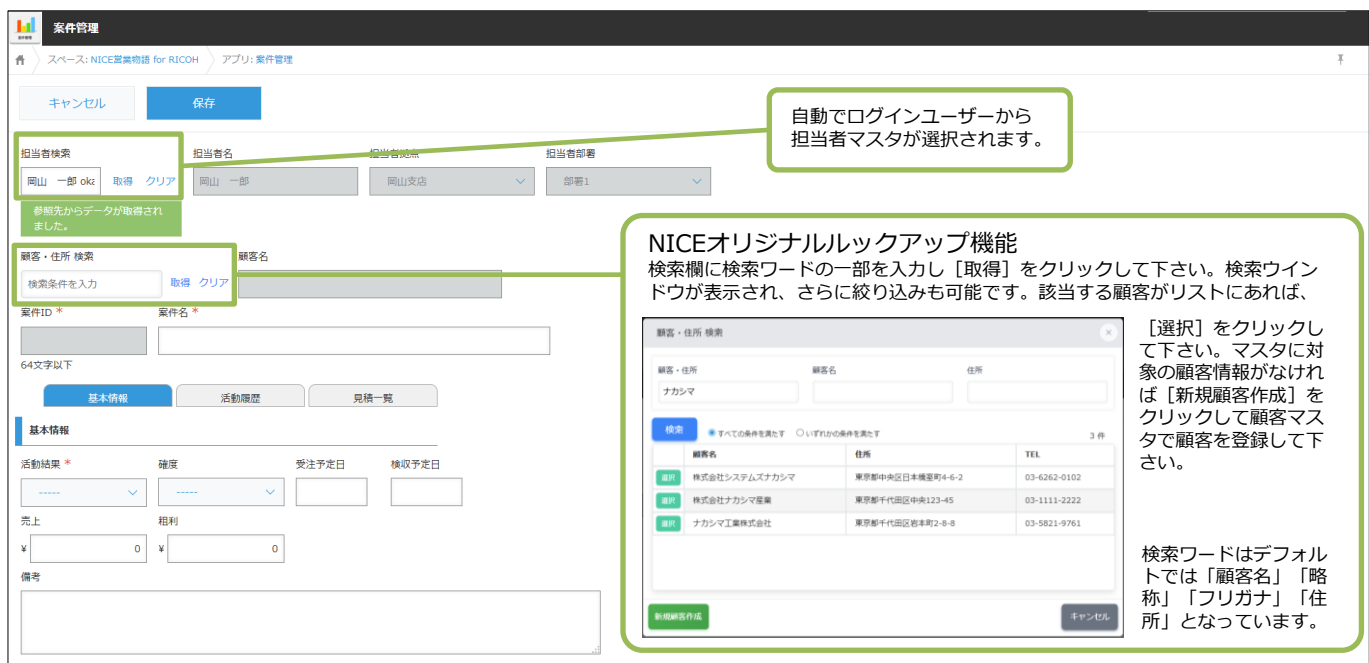 案件管理
案件管理
スペース: NICE営業物語 for RICOH アプリ: 案件管理
キャンセル 保存
自動でログインユーザーから
担当者マスタが選択されます。
担当者検索 担当者名 担当者拠点 担当者部署
岡山 一郎 oka 取得 クリア 岡山 一郎 岡山支店 部署1
参照先からデータが取得され
ました。
顧客・住所 検索 顧客名
検索条件を入力 取得 クリア
案件ID * 案件名 *
64文字以下
基本情報 活動履歴 見積一覧
基本情報
活動結果 * 確度 受注予定日 検収予定日
----- -----
売上 粗利
¥ 0 ¥ 0
備考
NICEオリジナルルックアップ機能
検索欄に検索ワードの一部を入力し［取得］をクリックして下さい。検索ウイン
ドウが表示され、さらに絞り込みも可能です。該当する顧客がリストにあれば、
［選択］をクリックし
て下さい。マスタに対
象の顧客情報がなけれ
ば［新規顧客作成］を
クリックして顧客マス
タで顧客を登録して下
さい。
顧客・住所 検索 ×
顧客・住所 顧客名 住所
ナカシマ
検索 すべての条件を満たす いずれかの条件を満たす 3 件
顧客名 住所 TEL
選択 株式会社システムズナカシマ 東京都中央区日本橋室町4-6-2 03-6262-0102
選択 株式会社ナカシマ産業 東京都千代田区中央123-45 03-1111-2222
選択 ナカシマ工業株式会社 東京都千代田区岩本町2-8-8 03-5821-9761
新規顧客作成 キャンセル
検索ワードはデフォル
トでは「顧客名」「略
称」「フリガナ」「住
所」となっています。